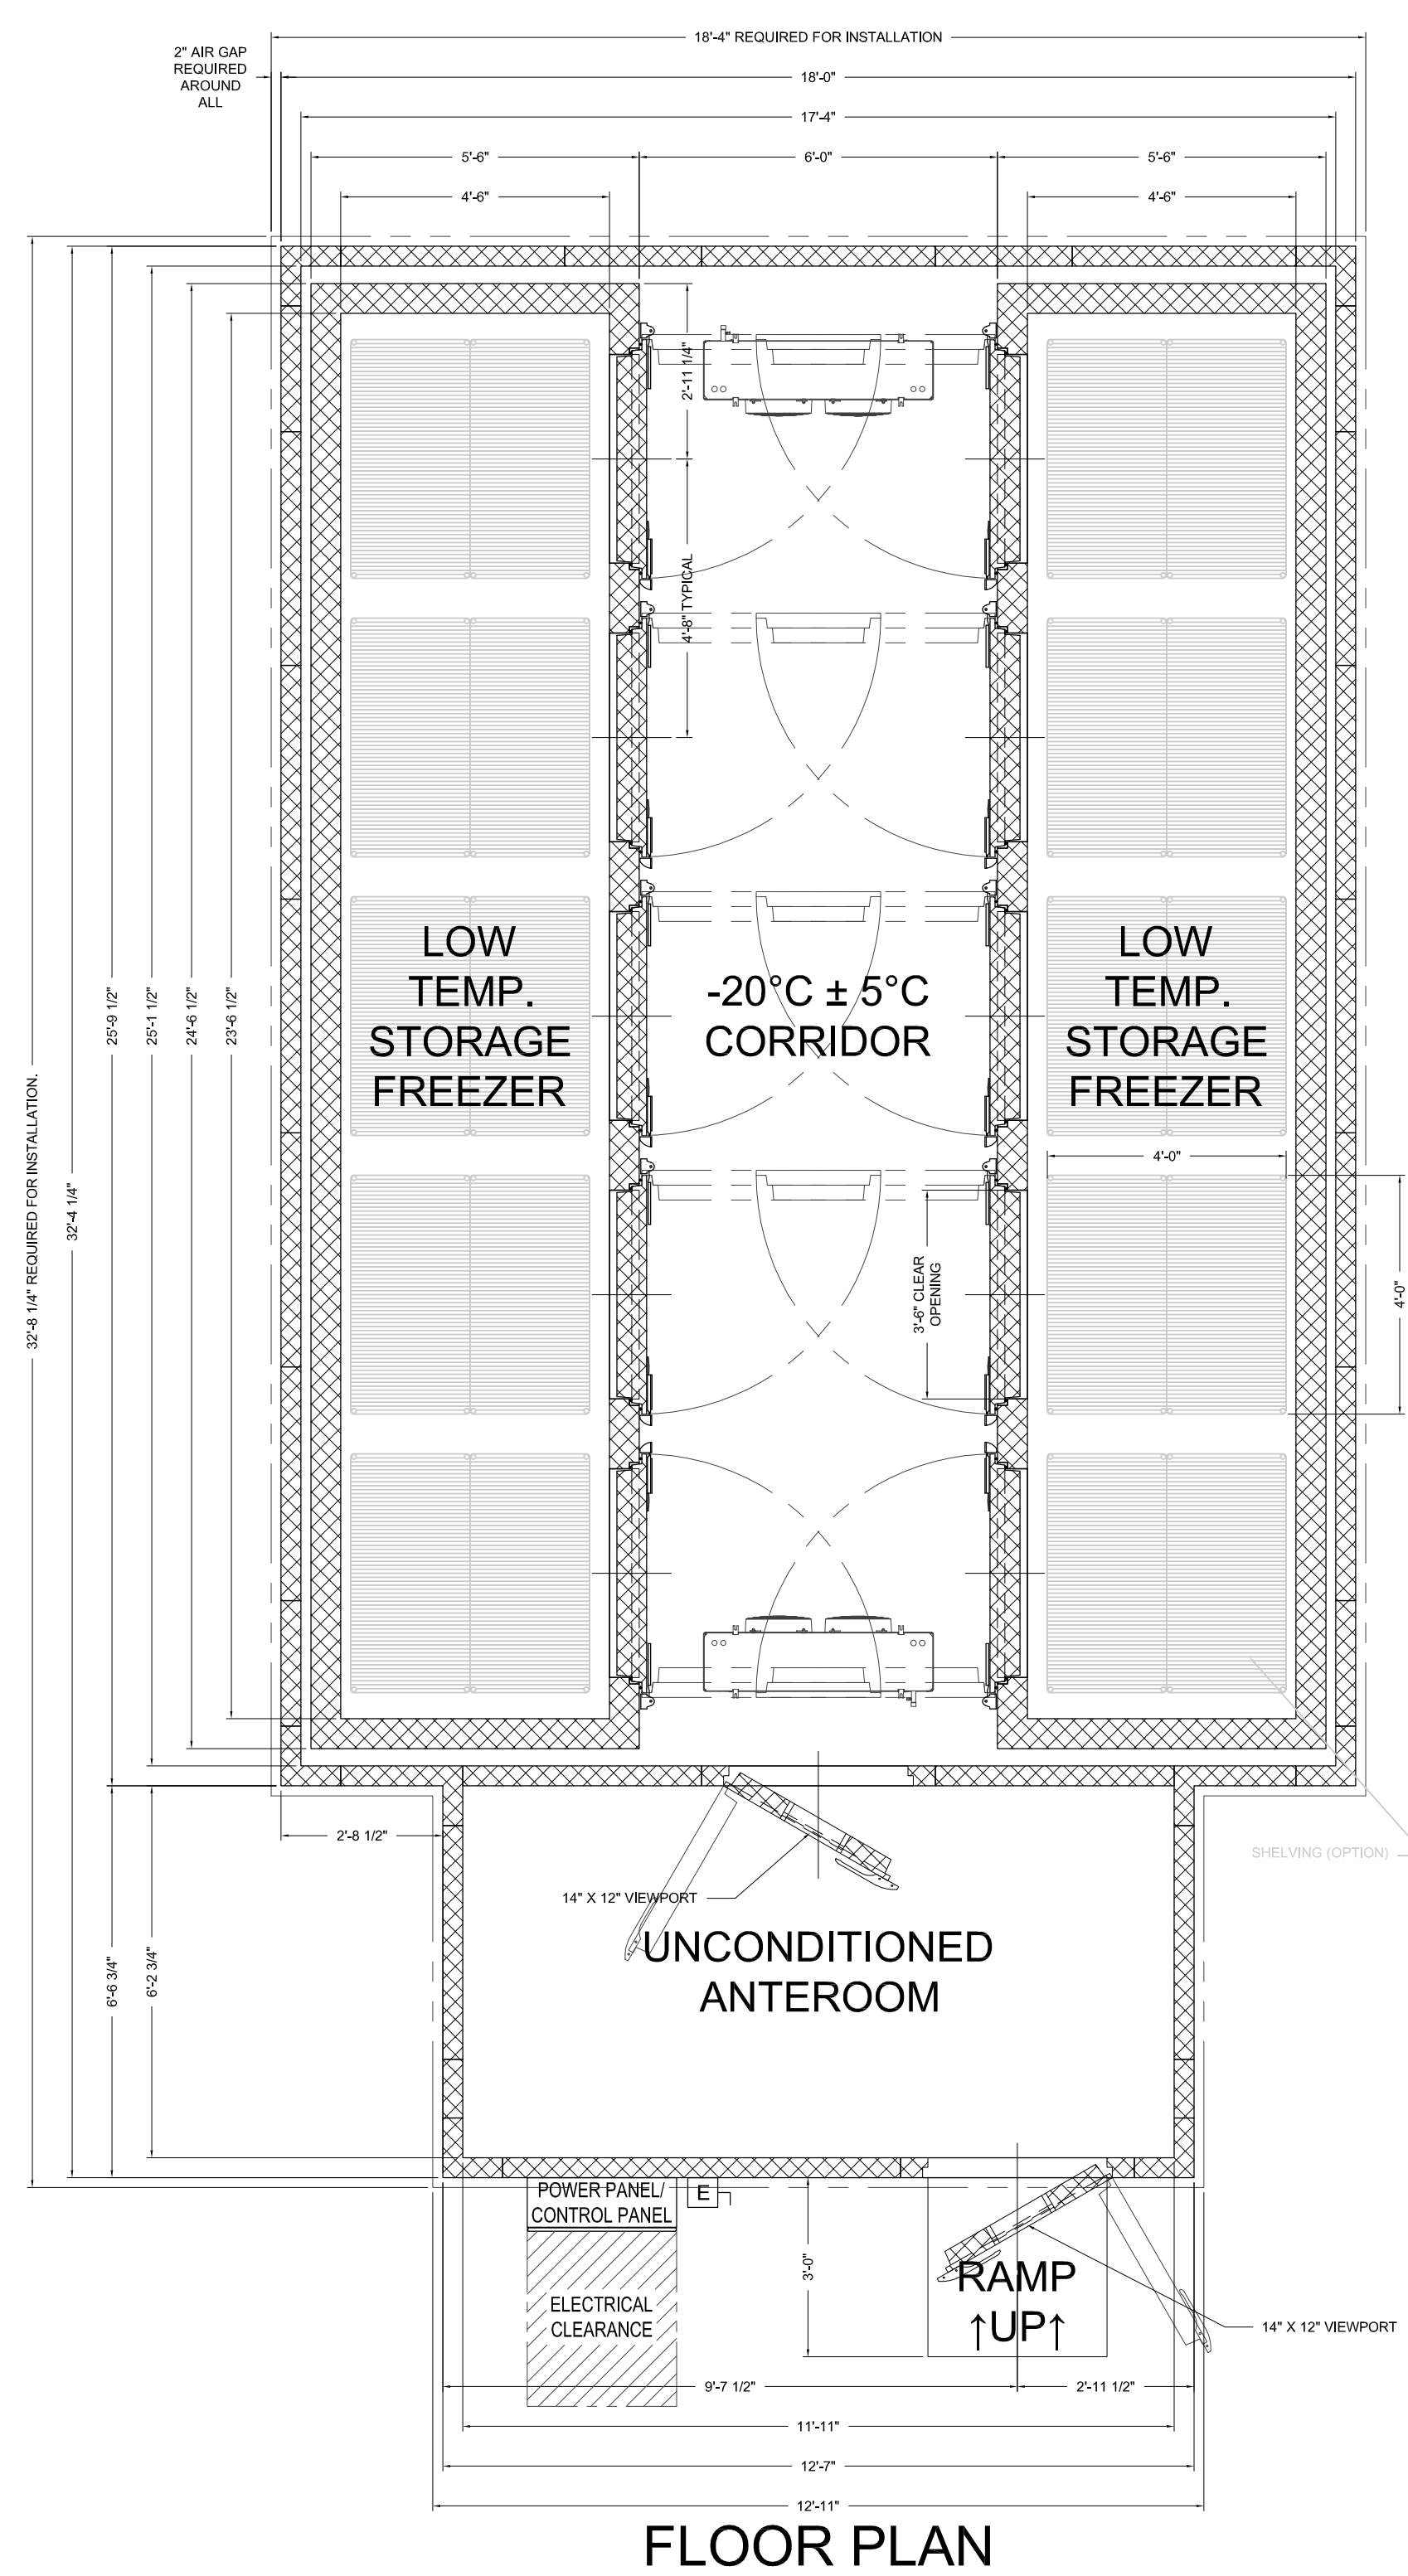 18'-4" REQUIRED FOR INSTALLATION
2" AIR GAP
REQUIRED
AROUND
ALL
18'-0"
17'-4"
5'-6"
6'-0"
5'-6"
4'-6"
4'-6"
2'-11 1/4"
4'-8" TYPICAL
LOW
TEMP.
STORAGE
FREEZER
-20°C ± 5°C
CORRIDOR
LOW
TEMP.
STORAGE
FREEZER
25'-9 1/2"
25'-1 1/2"
24'-6 1/2"
23'-6 1/2"
32'-8 1/4" REQUIRED FOR INSTALLATION.
32'-4 1/4"
4'-0"
4'-0"
3'-6" CLEAR
OPENING
2'-8 1/2"
SHELVING (OPTION)
14" X 12" VIEWPORT
UNCONDITIONED
ANTEROOM
6'-6 3/4"
6'-2 3/4"
POWER PANEL/
CONTROL PANEL
E
3'-0"
RAMP
↑UP↑
ELECTRICAL
CLEARANCE
14" X 12" VIEWPORT
9'-7 1/2"
2'-11 1/2"
11'-11"
12'-7"
12'-11"
FLOOR PLAN